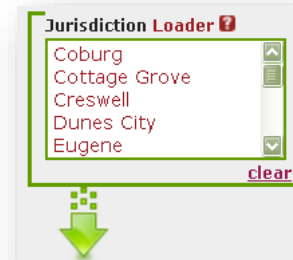 Jurisdiction Loader ?
Coburg
Cottage Grove
Creswell
Dunes City
Eugene
clear